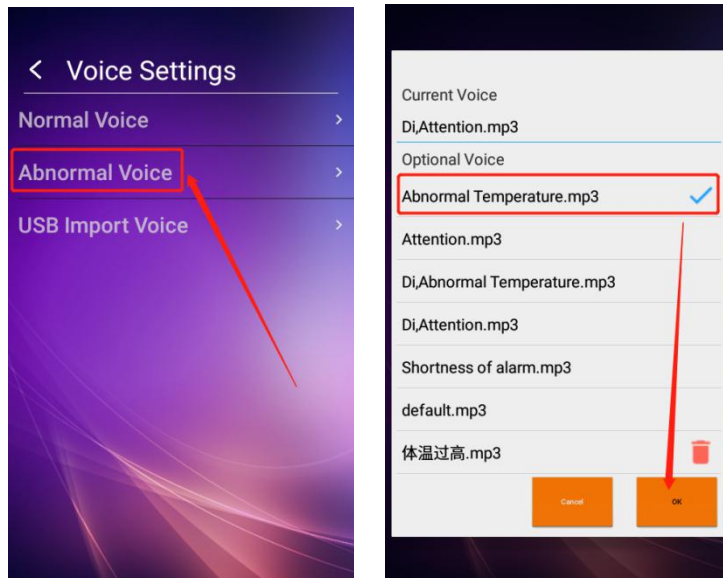 < Voice Settings
Normal Voice >
Abnormal Voice >
USB Import Voice >
Current Voice
Di,Attention.mp3
Optional Voice
Abnormal Temperature.mp3
Attention.mp3
Di,Abnormal Temperature.mp3
Di,Attention.mp3
Shortness of alarm.mp3
default.mp3
体温过高.mp3
Cancel
OK